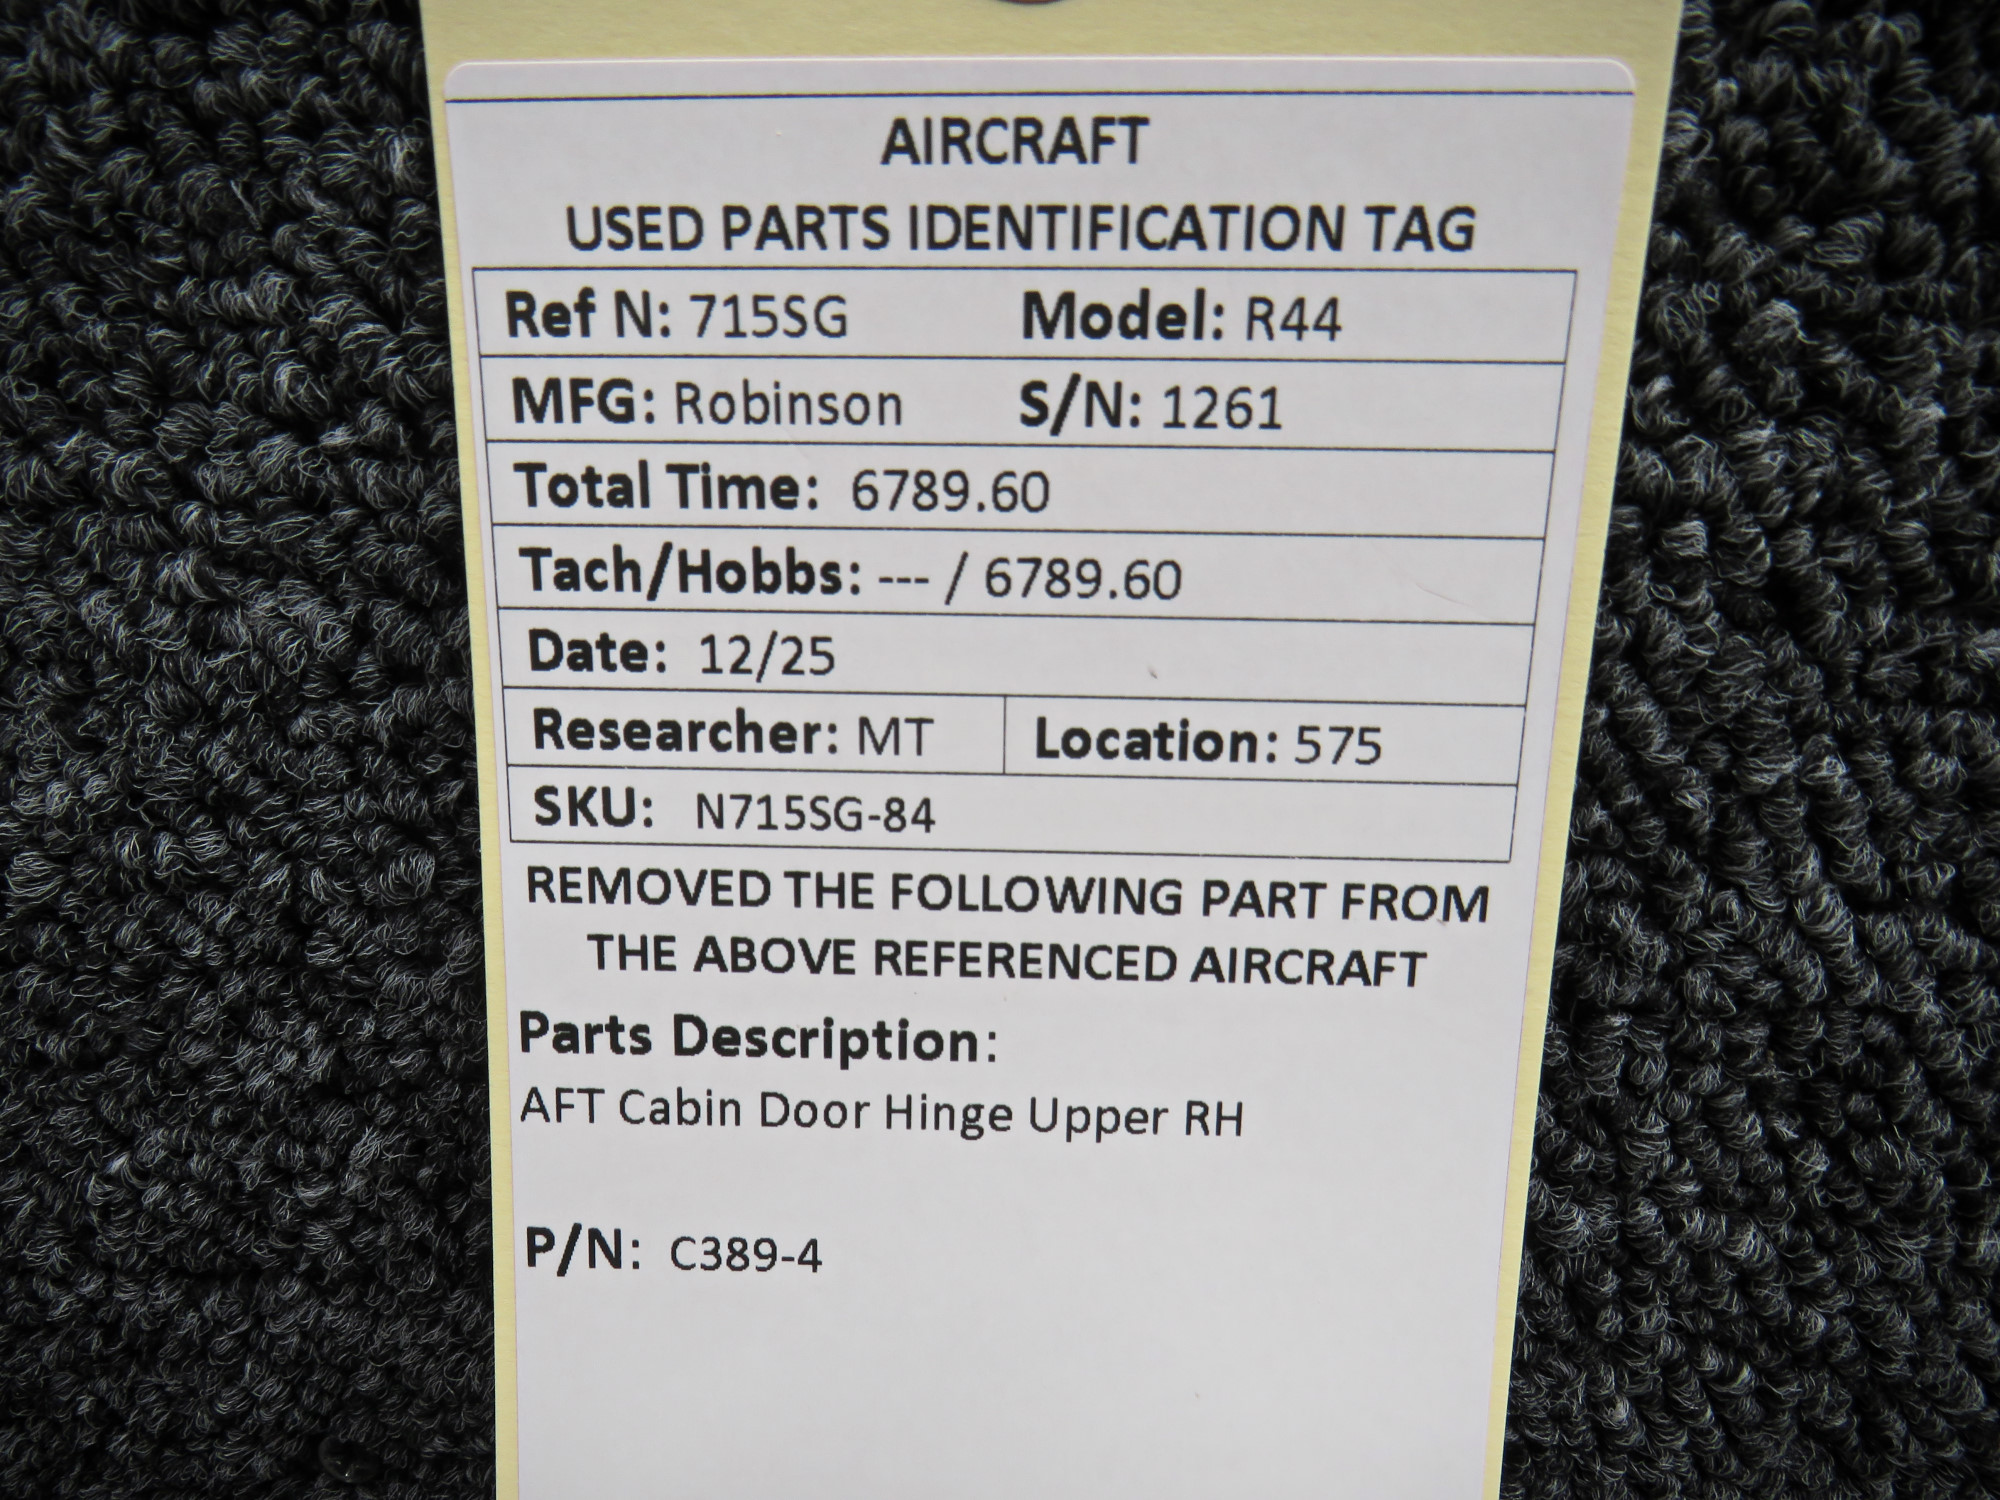 AIRCRAFT
USED PARTS IDENTIFICATION TAG
Ref N: 715SG Model: R44
MFG: Robinson S/N: 1261
Total Time: 6789.60
Tach/Hobbs: --- / 6789.60
Date: 12/25
Researcher: MT Location: 575
SKU: N715SG-84
REMOVED THE FOLLOWING PART FROM
THE ABOVE REFERENCED AIRCRAFT
Parts Description:
AFT Cabin Door Hinge Upper RH
P/N: C389-4